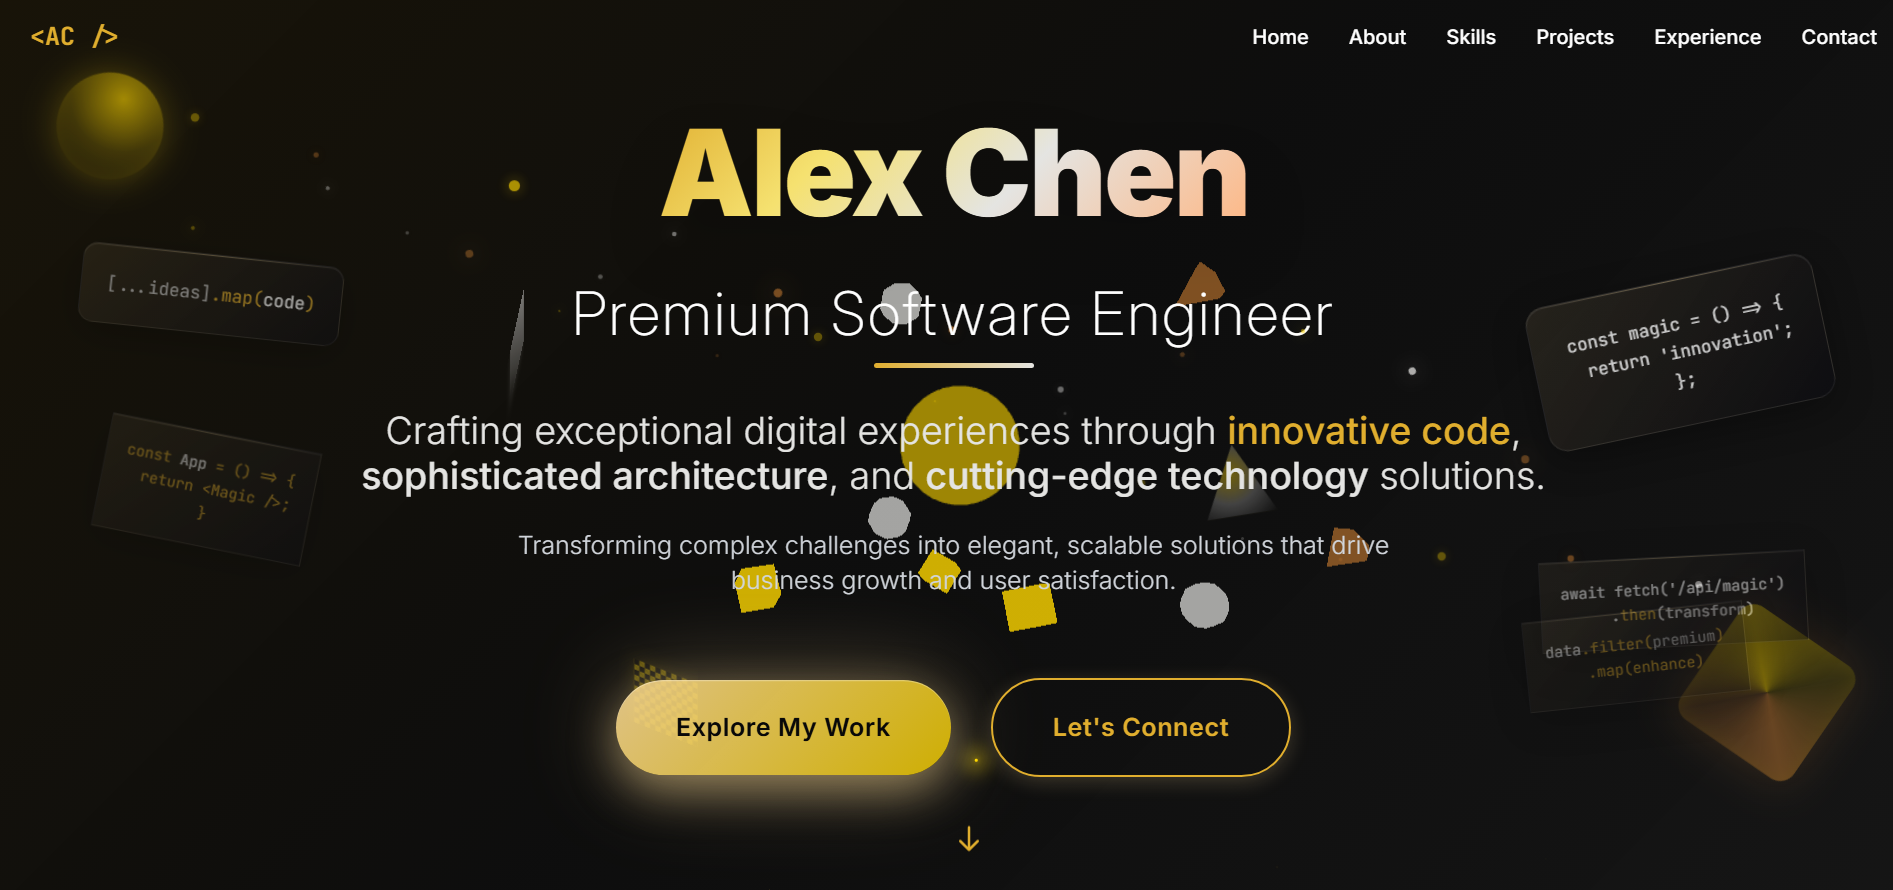 <AC />
Home About Skills Projects Experience Contact
Alex Chen
Premium Software Engineer
[...ideas].map(code)
const magic = () => {
return 'innovation';
};
Crafting exceptional digital experiences through innovative code,
sophisticated architecture, and cutting-edge technology solutions.
const App = () => {
return <Magic />;
}
Transforming complex challenges into elegant, scalable solutions that drive
business growth and user satisfaction.
await fetch('/api/magic')
.then(transform)
data.filter(premium)
.map(enhance)
Explore My Work
Let's Connect